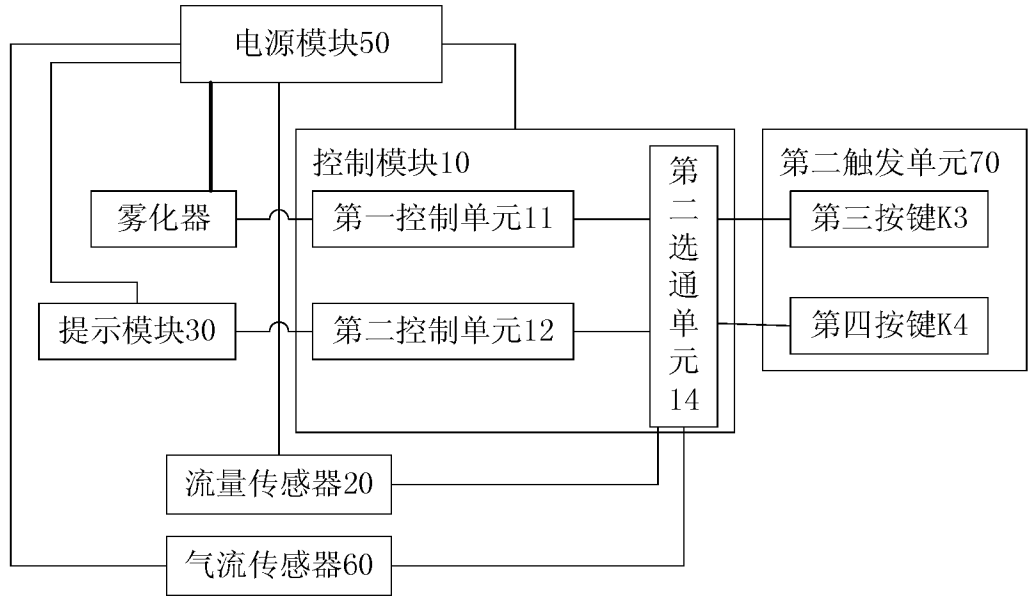 电源模块50
控制模块10
第二选通单元14
第二触发单元70
雾化器
第一控制单元11
第三按键K3
提示模块30
第二控制单元12
第四按键K4
流量传感器20
气流传感器60